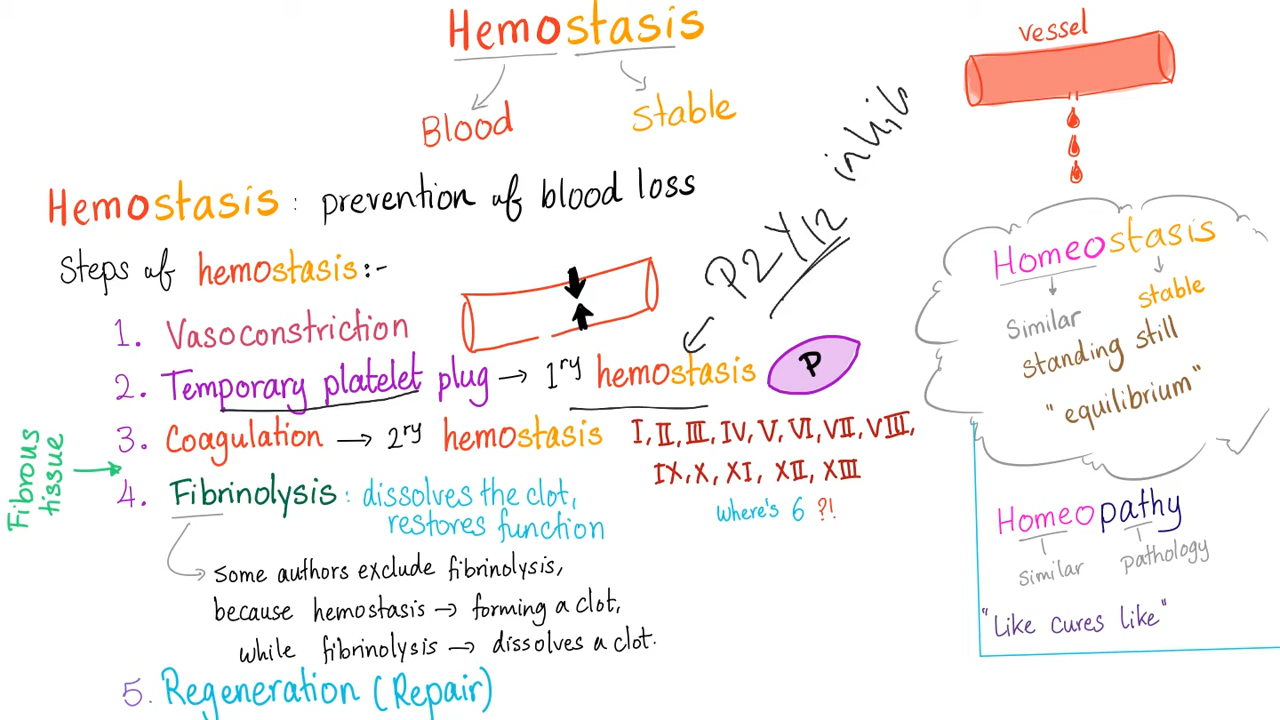 Hemostasis
Blood
Stable
Hemostasis : prevention of blood loss
Steps of hemostasis:-
1. Vasoconstriction
2. Temporary platelet plug → 1ry hemostasis
P
P2Y12 inhib
3. Coagulation → 2ry hemostasis
I, II, III, IV, V, VI, VII, VIII,
IX, X, XI, XII, XIII
Where's 6 ?!
Fibrous
tissue
4. Fibrinolysis : dissolves the clot,
restores function
Some authors exclude fibrinolysis,
because hemostasis → forming a clot,
while fibrinolysis → dissolves a clot.
5. Regeneration (Repair)
vessel
Homeostasis
Similar
stable
standing still
"equilibrium"
Homeopathy
similar
pathology
"Like cures like"